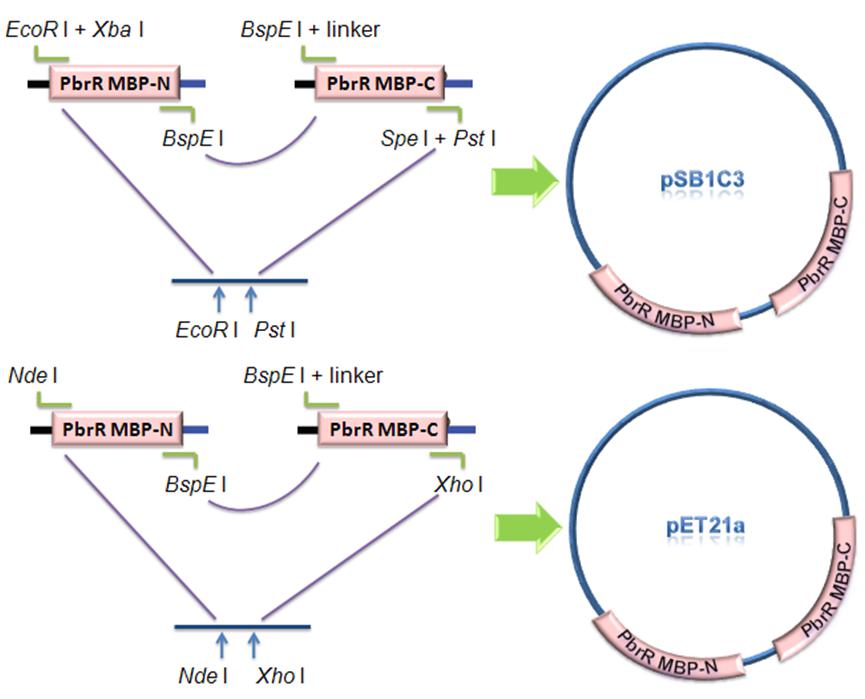 EcoR I + Xba I
BspE I + linker
PbrR MBP-N
PbrR MBP-C
BspE I
Spe I + Pst I
pSB1C3
PbrR MBP-C
PbrR MBP-N
EcoR I
Pst I
Nde I
BspE I + linker
PbrR MBP-N
PbrR MBP-C
BspE I
Xho I
pET21a
PbrR MBP-C
PbrR MBP-N
Nde I
Xho I